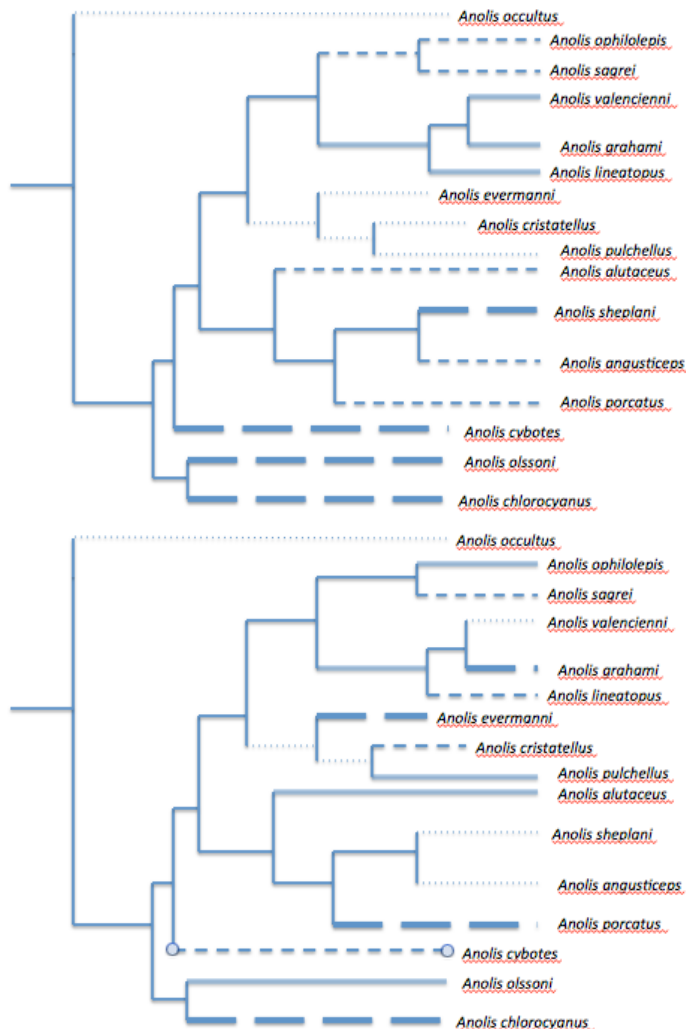 Anolis occultus
Anolis ophilolepis
Anolis sagrei
Anolis valencienni
Anolis grahami
Anolis lineatopus
Anolis evermanni
Anolis cristatellus
Anolis pulchellus
Anolis alutaceus
Anolis sheplani
Anolis angusticeps
Anolis porcatus
Anolis cybotes
Anolis olssoni
Anolis chlorocyanus
Anolis occultus
Anolis ophilolepis
Anolis sagrei
Anolis valencienni
Anolis grahami
Anolis lineatopus
Anolis evermanni
Anolis cristatellus
Anolis pulchellus
Anolis alutaceus
Anolis sheplani
Anolis angusticeps
Anolis porcatus
Anolis cybotes
Anolis olssoni
Anolis chlorocyanus